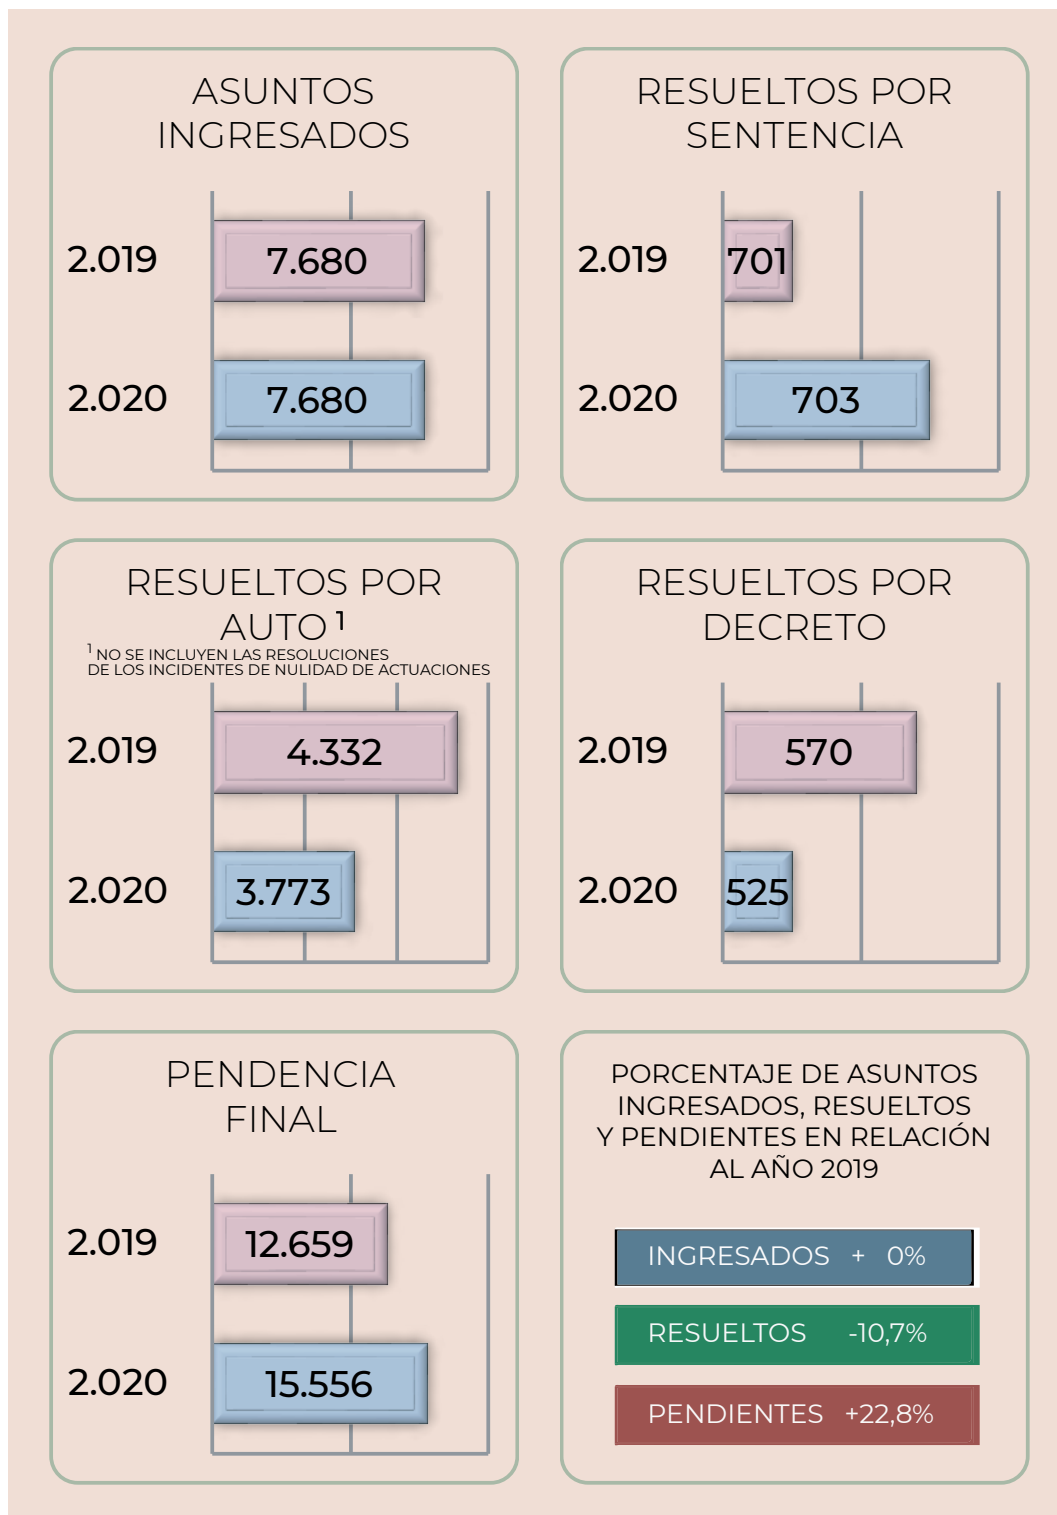 ASUNTOS
INGRESADOS
2.019
7.680
2.020
7.680
RESUELTOS POR
SENTENCIA
2.019
701
2.020
703
RESUELTOS POR
AUTO 1
1 NO SE INCLUYEN LAS RESOLUCIONES
DE LOS INCIDENTES DE NULIDAD DE ACTUACIONES
2.019
4.332
2.020
3.773
RESUELTOS POR
DECRETO
2.019
570
2.020
525
PENDENCIA
FINAL
2.019
12.659
2.020
15.556
PORCENTAJE DE ASUNTOS
INGRESADOS, RESUELTOS
Y PENDIENTES EN RELACIÓN
AL AÑO 2019
INGRESADOS + 0%
RESUELTOS -10,7%
PENDIENTES +22,8%